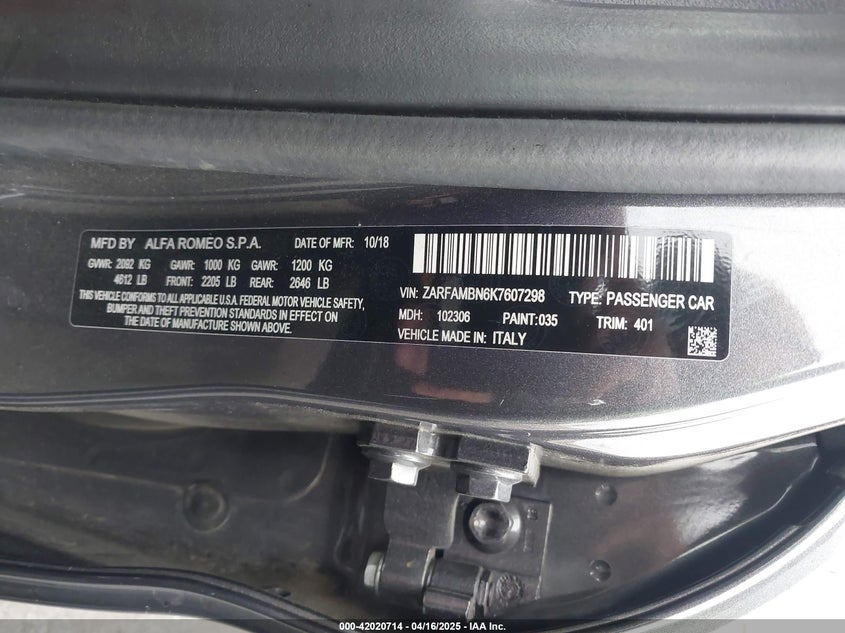 MFD BY ALFA ROMEO S.P.A. DATE OF MFR: 10/18
GVWR: 2092 KG GAWR: 1000 KG GAWR: 1200 KG
4612 LB FRONT: 2205 LB REAR: 2646 LB
THIS VEHICLE CONFORMS TO ALL APPLICABLE U.S.A. FEDERAL MOTOR VEHICLE SAFETY,
BUMPER, AND THEFT PREVENTION STANDARDS IN EFFECT ON
THE DATE OF MANUFACTURE SHOWN ABOVE.
VIN: ZARFAMBN6K7607298 TYPE: PASSENGER CAR
MDH: 102306 PAINT: 035 TRIM: 401
VEHICLE MADE IN: ITALY
000-42020714 - 04/16/2025 - IAA Inc.